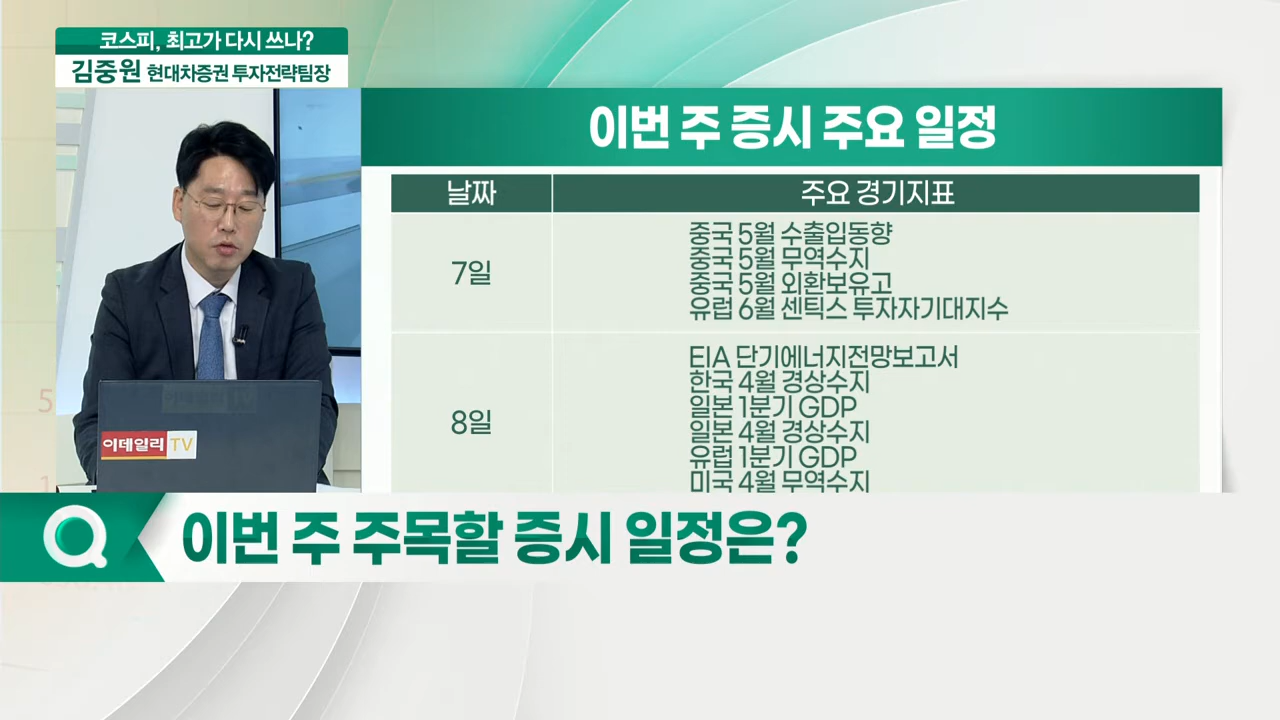 코스피, 최고가 다시 쓰나?
김중원 현대차증권 투자전략팀장
이번 주 증시 주요 일정
날짜 주요 경기지표
7일
중국 5월 수출입동향
중국 5월 무역수지
중국 5월 외환보유고
유럽 6월 센틱스 투자자기대지수
8일
EIA 단기에너지전망보고서
한국 4월 경상수지
일본 1분기 GDP
일본 4월 경상수지
유럽 1분기 GDP
미국 4월 무역수지
이데일리 TV
이번 주 주목할 증시 일정은?